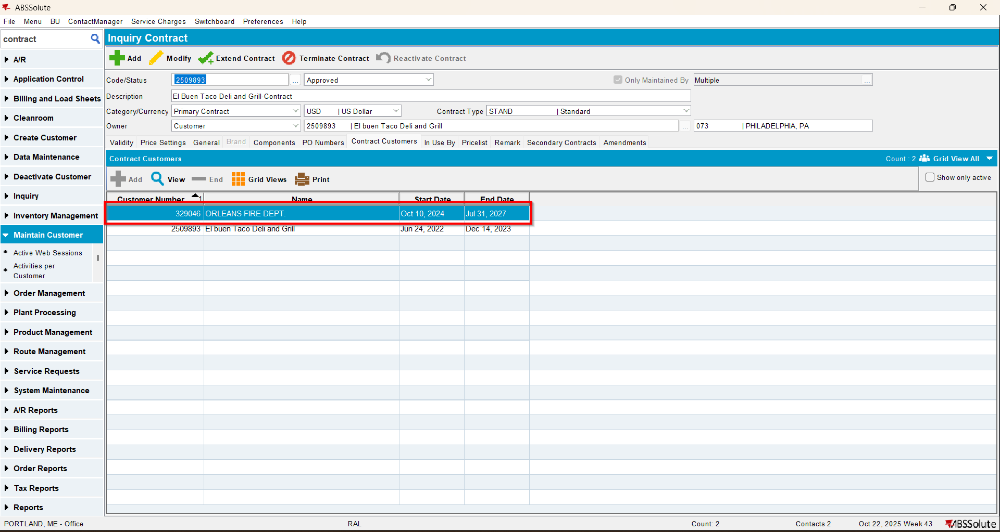 ABSSolute
File Menu BU ContactManager Service Charges Switchboard Preferences Help
contract
Inquiry Contract
Add Modify Extend Contract Terminate Contract Reactivate Contract
A/R
Application Control
Billing and Load Sheets
Cleanroom
Create Customer
Data Maintenance
Deactivate Customer
Inquiry
Inventory Management
Maintain Customer
Active Web Sessions
Activities per
Customer
Order Management
Plant Processing
Product Management
Route Management
Service Requests
System Maintenance
A/R Reports
Billing Reports
Delivery Reports
Order Reports
Tax Reports
Reports
Code/Status 2509893 ... Approved Only Maintained By Multiple ...
Description El Buen Taco Deli and Grill-Contract
Category/Currency Primary Contract USD | US Dollar Contract Type STAND | Standard
Owner Customer 2509893 | El buen Taco Deli and Grill ... 073 | PHILADELPHIA, PA
Validity Price Settings General Brand Components PO Numbers Contract Customers In Use By Pricelist Remark Secondary Contracts Amendments
Contract Customers Count : 2 Grid View All
Add View End Grid Views Print Show only active
Customer Number 1 Name Start Date End Date
329046 ORLEANS FIRE DEPT. Oct 10, 2024 Jul 31, 2027
2509893 El buen Taco Deli and Grill Jun 24, 2022 Dec 14, 2023
PORTLAND, ME - Office RAL Count: 2 Contacts 2 Oct 22, 2025 Week 43 ABSSolute